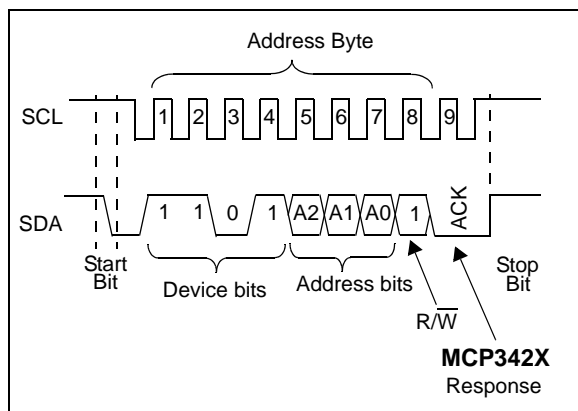 Address Byte
SCL 1 2 3 4 5 6 7 8 9
SDA 1 1 0 1 A2 A1 A0 1 ACK
Start Bit
Device bits
Address bits
Stop Bit
R/W̅
MCP342X
Response